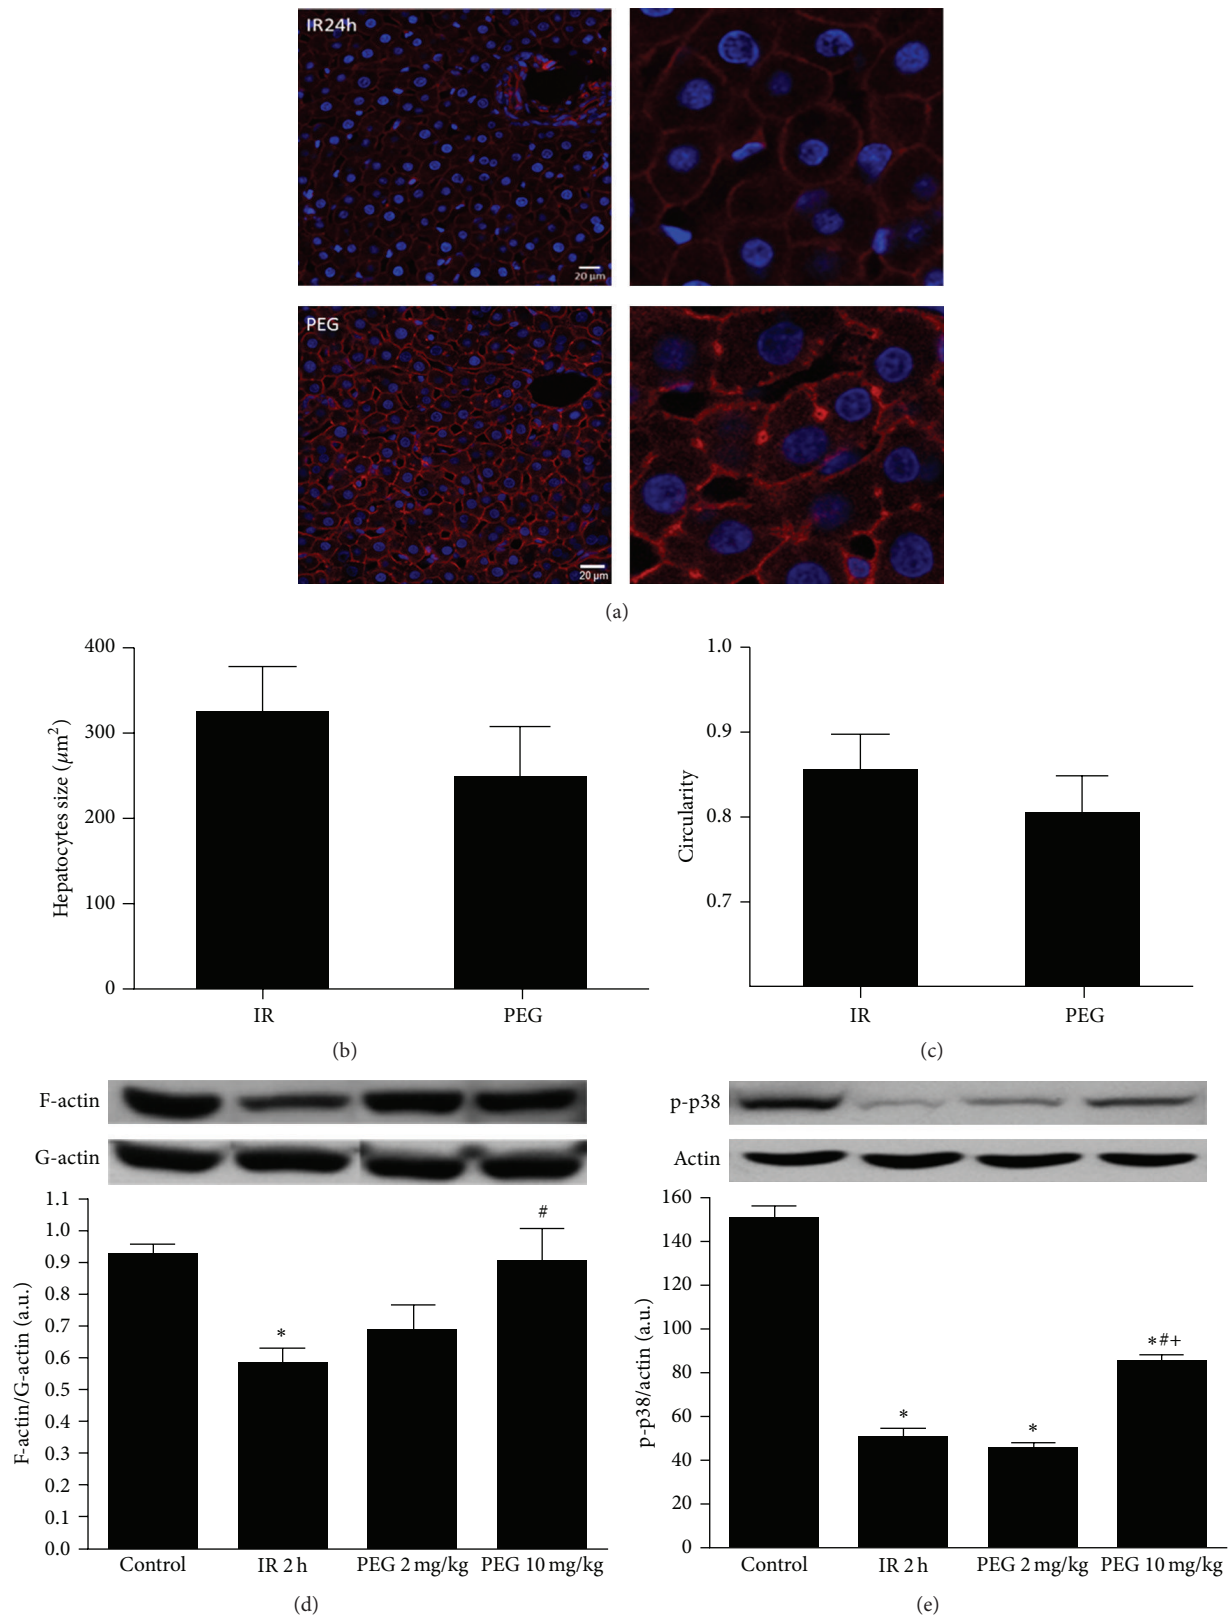 IR24h
20 µm
PEG
20 µm
(a)
400
300
200
100
0
Hepatocytes size (µm²)
IR
PEG
(b)
1.0
0.9
0.8
0.7
Circularity
IR
PEG
(c)
F-actin
G-actin
1.1
1.0
0.9
0.8
0.7
0.6
0.5
0.4
0.3
0.2
0.1
0.0
F-actin/G-actin (a.u.)
*
#
Control
IR 2 h
PEG 2 mg/kg
PEG 10 mg/kg
(d)
p-p38
Actin
160
140
120
100
80
60
40
20
0
p-p38/actin (a.u.)
*
*
*#+
Control
IR 2 h
PEG 2 mg/kg
PEG 10 mg/kg
(e)